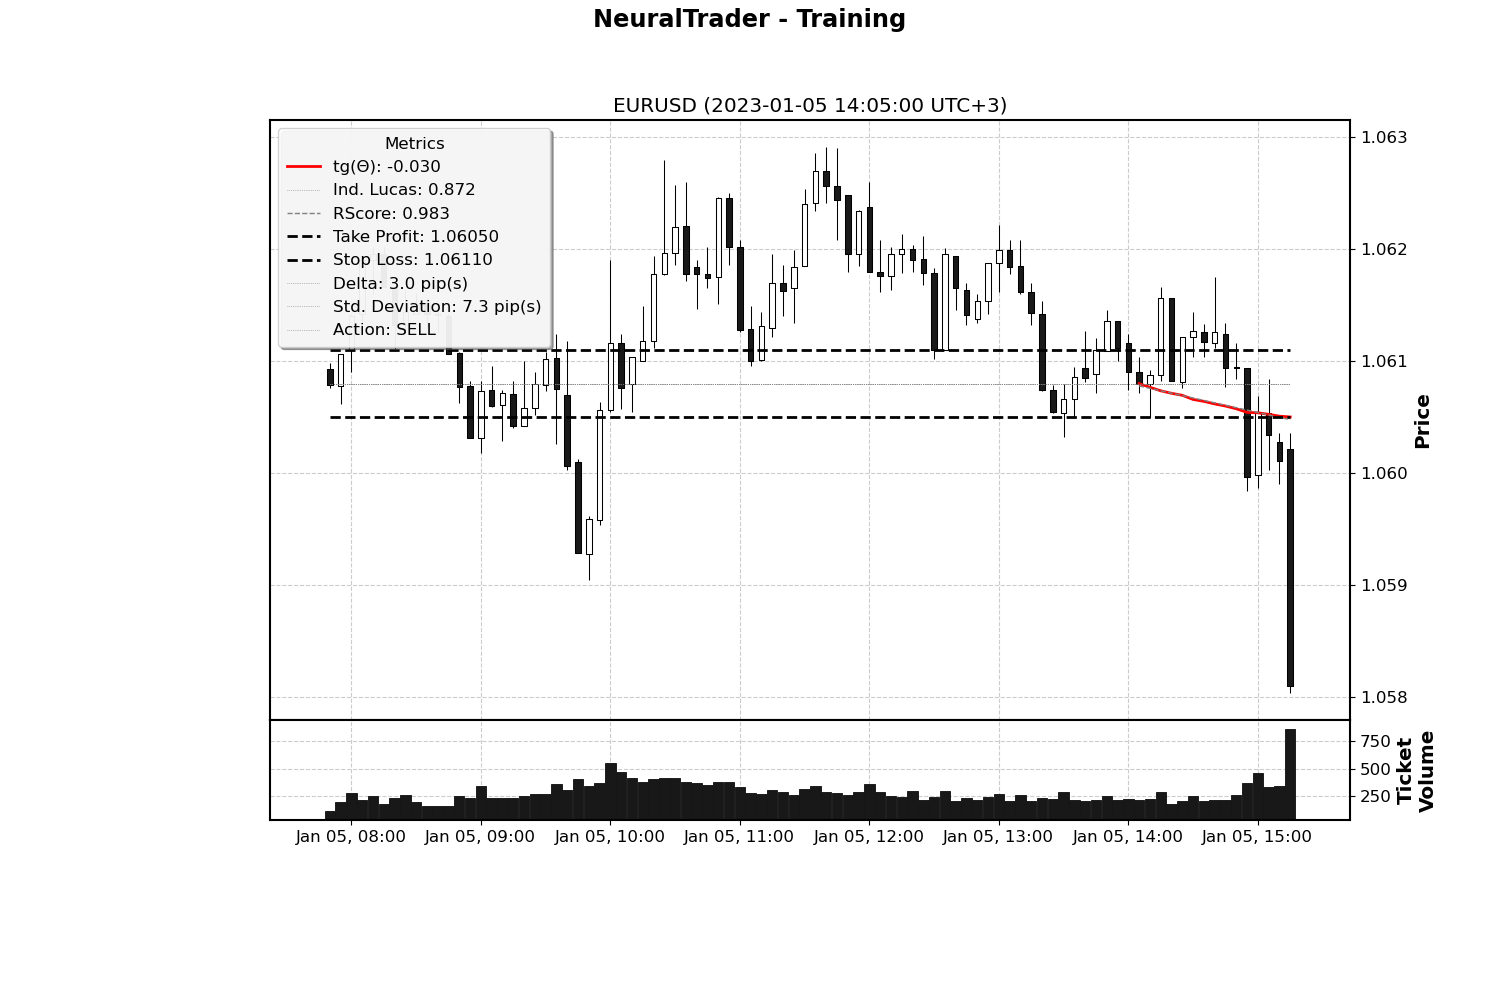 NeuralTrader - Training
EURUSD (2023-01-05 14:05:00 UTC+3)
Metrics
tg(Θ): -0.030
Ind. Lucas: 0.872
RScore: 0.983
Take Profit: 1.06050
Stop Loss: 1.06110
Delta: 3.0 pip(s)
Std. Deviation: 7.3 pip(s)
Action: SELL
1.063
1.062
1.061
1.060
1.059
1.058
Price
750
500
250
Ticket
Volume
Jan 05, 08:00
Jan 05, 09:00
Jan 05, 10:00
Jan 05, 11:00
Jan 05, 12:00
Jan 05, 13:00
Jan 05, 14:00
Jan 05, 15:00